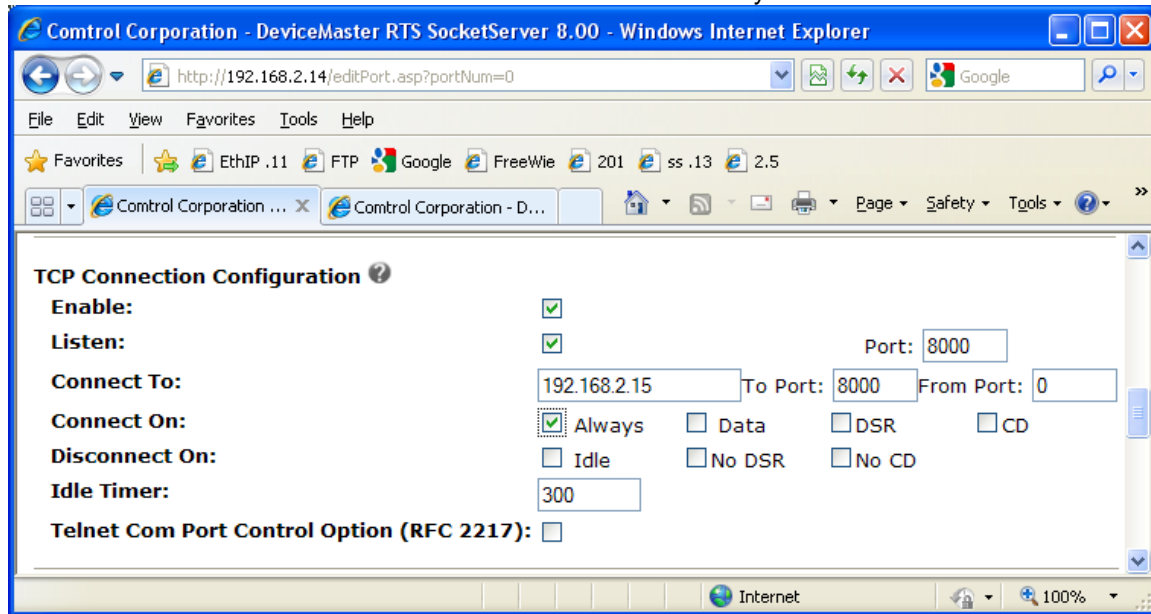 Comtrol Corporation - DeviceMaster RTS SocketServer 8.00 - Windows Internet Explorer
http://192.168.2.14/editPort.asp?portNum=0 Google
File Edit View Favorites Tools Help
Favorites EthIP .11 FTP Google FreeWie 201 ss .13 2.5
Comtrol Corporation ... Comtrol Corporation - D... Page Safety Tools »
TCP Connection Configuration
Enable:
Listen: Port: 8000
Connect To: 192.168.2.15 To Port: 8000 From Port: 0
Connect On: Always Data DSR CD
Disconnect On: Idle No DSR No CD
Idle Timer: 300
Telnet Com Port Control Option (RFC 2217):
Internet 100%